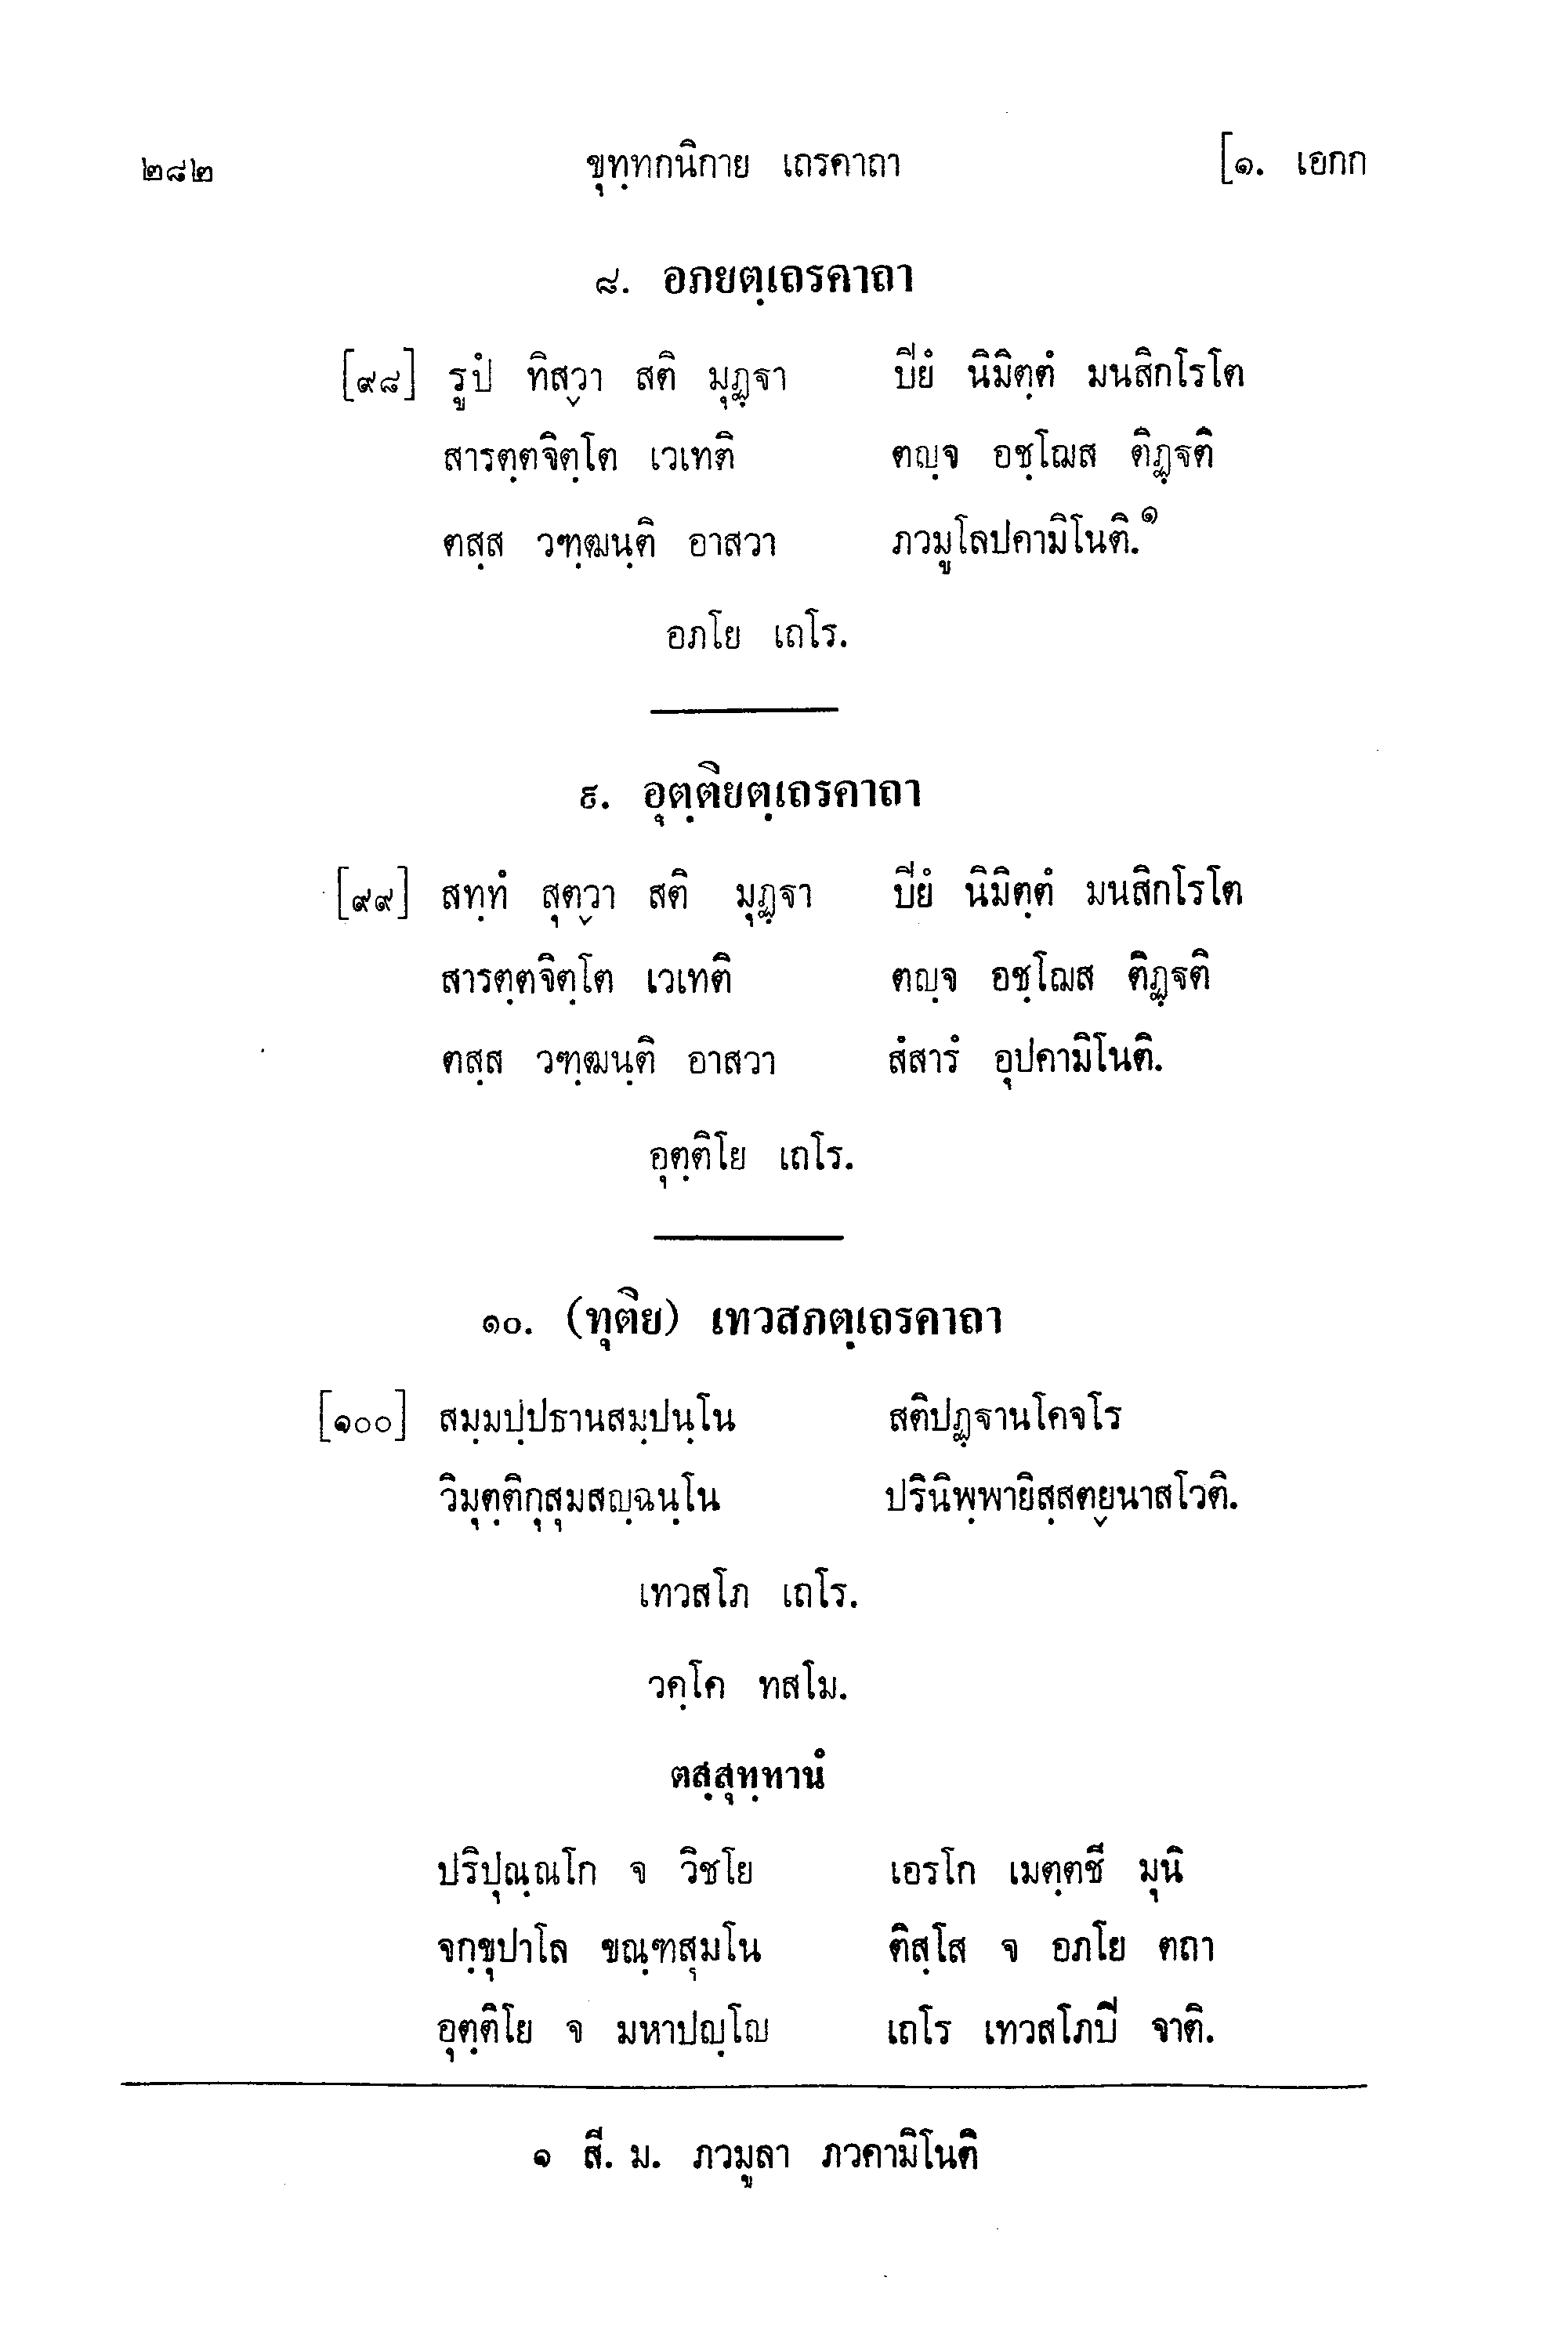 ๒๘๒ ขุทฺทกนิกาย เถรคาถา [๑. เอกก
๘. อภยตฺเถรคาถา
[๙๘] รูปํ ทิสฺวา สติ มุฏฺฐา ปิยํ นิมิตฺตํ มนสิกโรโต
สารตฺตจิตฺโต เวเทติ ตญฺจ อชฺโฌส ติฏฺฐติ
ตสฺส วฑฺฒนฺติ อาสวา ภวมูโลปคามิโนติ.๑
อภโย เถโร.
๙. อุตฺติยตฺเถรคาถา
[๙๙] สทฺทํ สุตฺวา สติ มุฏฺฐา ปิยํ นิมิตฺตํ มนสิกโรโต
สารตฺตจิตฺโต เวเทติ ตญฺจ อชฺโฌส ติฏฺฐติ
ตสฺส วฑฺฒนฺติ อาสวา สํสารํ อุปคามิโนติ.
อุตฺติโย เถโร.
๑๐. (ทุติย) เทวสภตฺเถรคาถา
[๑๐๐] สมฺมปฺปธานสมฺปนฺโน สติปฏฺฐานโคจโร
วิมุตฺติกุสุมสญฺฉนฺโน ปรินิพฺพายิสฺสตฺยนาสโวติ.
เทวสโภ เถโร.
วคฺโค ทสโม.
ตสฺสุทฺทานํ
ปริปุณฺณโก จ วิชโย เอรโก เมตฺตชี มุนิ
จกฺขุปาโล ขณฺฑสุมโน ติสฺโส จ อภโย ตถา
อุตฺติโย จ มหาปญฺโญ เถโร เทวสโภปิ จาติ.
๑ สี. ม. ภวมูลา ภวคามิโนติ